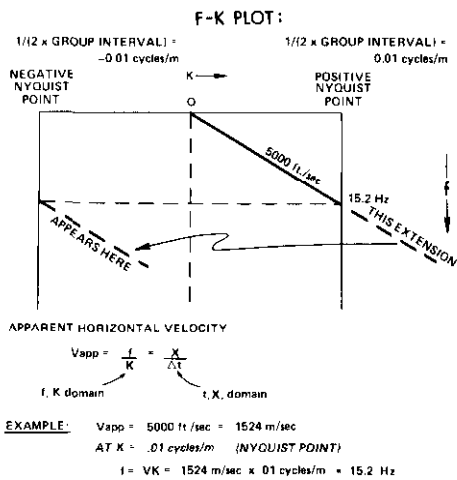 F-K PLOT:
1/(2 x GROUP INTERVAL) =
-0.01 cycles/m
1/(2 x GROUP INTERVAL) =
0.01 cycles/m
NEGATIVE
NYQUIST
POINT
K
POSITIVE
NYQUIST
POINT
O
5000 ft./sec
f
15.2 Hz
THIS EXTENSION
APPEARS HERE
APPARENT HORIZONTAL VELOCITY
Vapp = f/K = X/Δt
f, K domain
t, X, domain
EXAMPLE: Vapp = 5000 ft/sec = 1524 m/sec
AT K = .01 cycles/m (NYQUIST POINT)
f = VK = 1524 m/sec x .01 cycles/m = 15.2 Hz